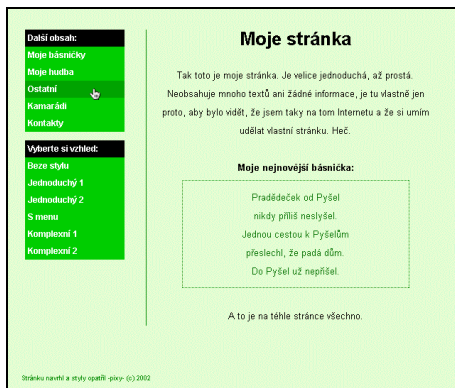 Další obsah:
Moje básničky
Moje hudba
Ostatní
Kamarádi
Kontakty
Vyberte si vzhled:
Beze stylu
Jednoduchý 1
Jednoduchý 2
S menu
Komplexní 1
Komplexní 2
Moje stránka
Tak toto je moje stránka. Je velice jednoduchá, až prostá.
Neobsahuje mnoho textů ani žádné informace, je tu vlastně jen
proto, aby bylo vidět, že jsem taky na tom Internetu a že si umím
udělat vlastní stránku. Heč.
Moje nejnovější básnička:
Pradědeček od Pyšel
nikdy příliš neslyšel.
Jednou cestou k Pyšelům
přeslechl, že padá dům.
Do Pyšel už nepřišel.
A to je na téhle stránce všechno.
Stránku navrhl a styly opatřil -pixy- (c) 2002